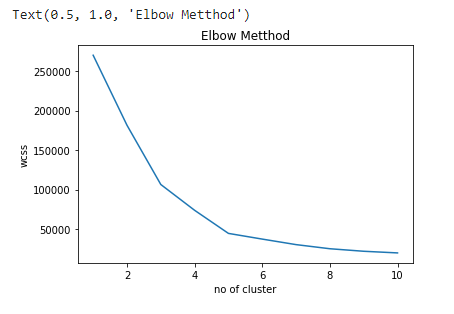 Text(0.5, 1.0, 'Elbow Metthod')
Elbow Metthod
250000
200000
150000
100000
50000
wcss
2 4 6 8 10
no of cluster